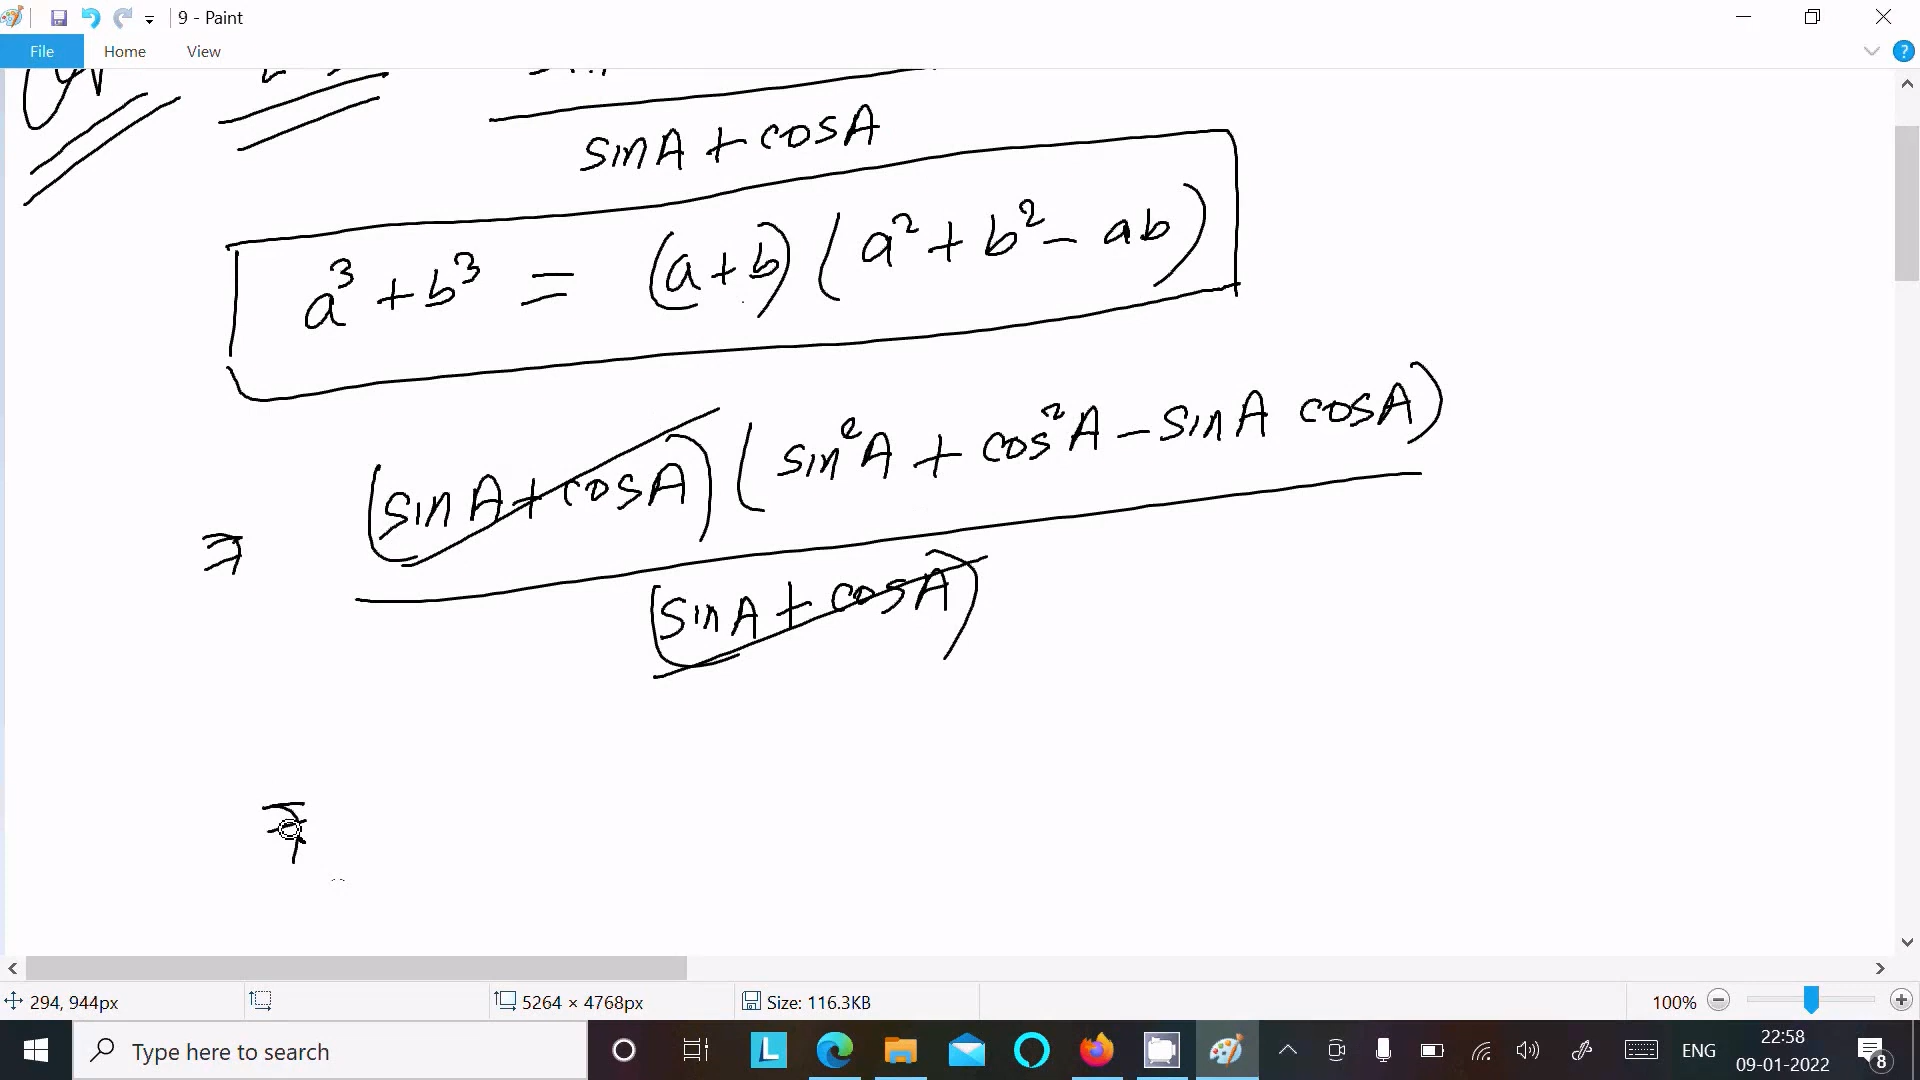 9 - Paint
File Home View
sinA + cosA
a³ + b³ = (a+b) (a² + b² - ab)
⇒ (sinA + cosA) (sin²A + cos²A - sinA cosA)
(sinA + cosA)
⇒
294, 944px 5264 × 4768px Size: 116.3KB 100%
Type here to search L ENG 22:58
09-01-2022 8